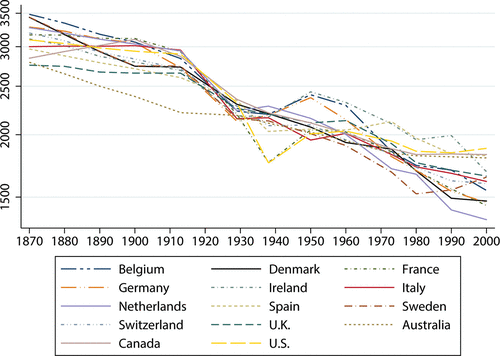 3500
3000
2500
2000
1500
1870 1880 1890 1900 1910 1920 1930 1940 1950 1960 1970 1980 1990 2000
Belgium Denmark France
Germany Ireland Italy
Netherlands Spain Sweden
Switzerland U.K. Australia
Canada U.S.